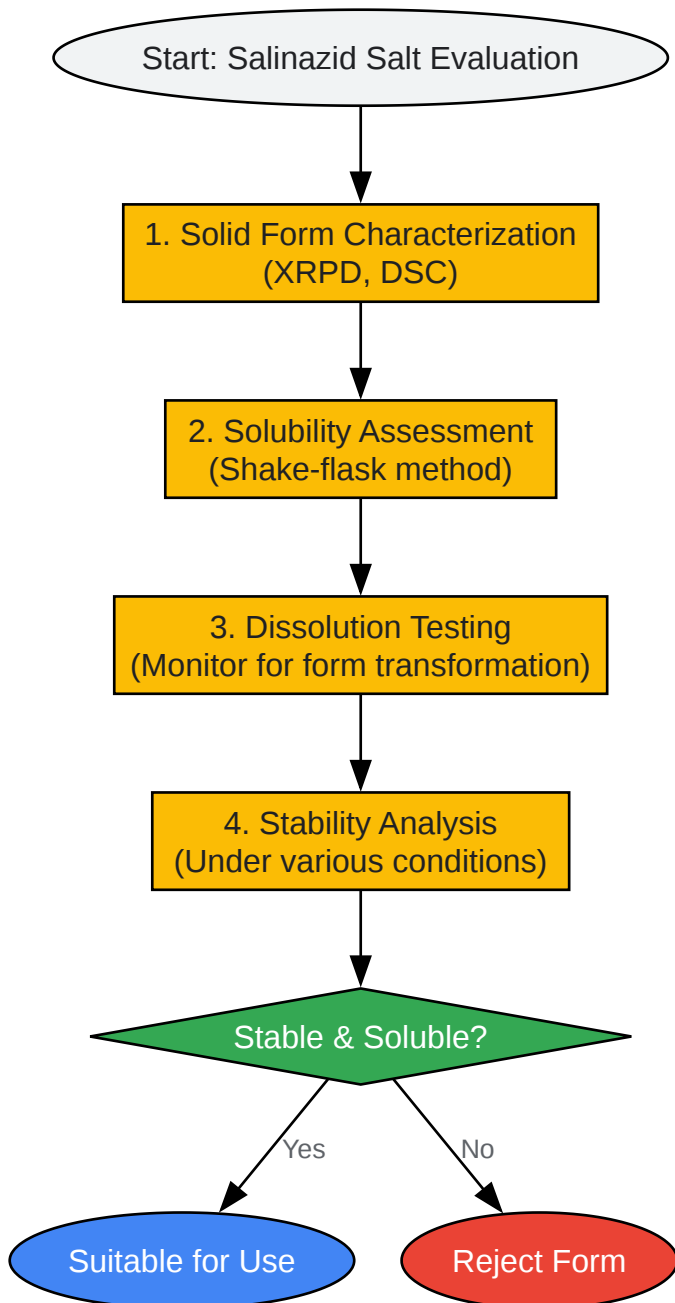 Start: Salinazid Salt Evaluation
1. Solid Form Characterization
(XRPD, DSC)
2. Solubility Assessment
(Shake-flask method)
3. Dissolution Testing
(Monitor for form transformation)
4. Stability Analysis
(Under various conditions)
Stable & Soluble?
Yes
No
Suitable for Use
Reject Form